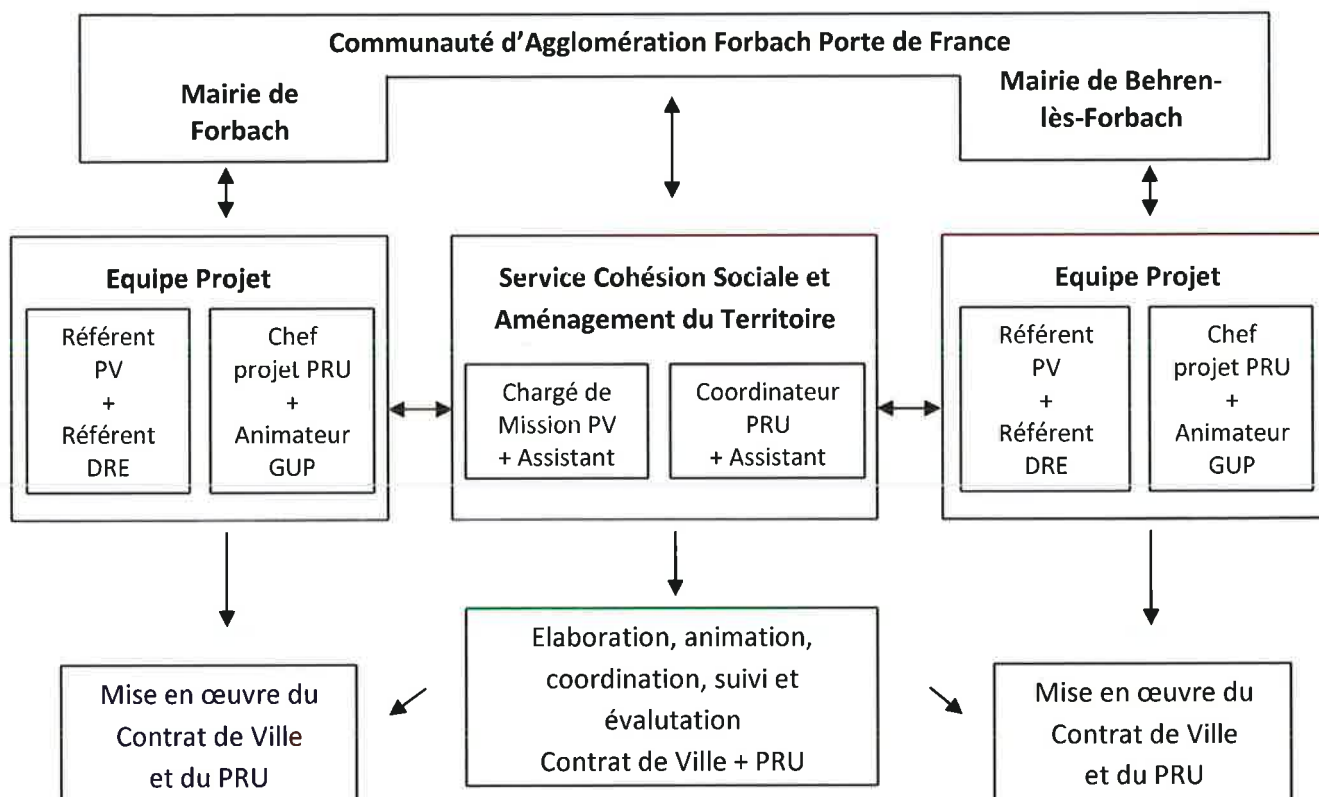 Communauté d'Agglomération Forbach Porte de France
Mairie de
Forbach
Mairie de Behren-
lès-Forbach
Equipe Projet
Référent
PV
+
Référent
DRE
Chef
projet PRU
+
Animateur
GUP
Service Cohésion Sociale et
Aménagement du Territoire
Chargé de
Mission PV
+ Assistant
Coordinateur
PRU
+ Assistant
Equipe Projet
Référent
PV
+
Référent
DRE
Chef
projet PRU
+
Animateur
GUP
Mise en œuvre du
Contrat de Ville
et du PRU
Elaboration, animation,
coordination, suivi et
évalutation
Contrat de Ville + PRU
Mise en œuvre du
Contrat de Ville
et du PRU